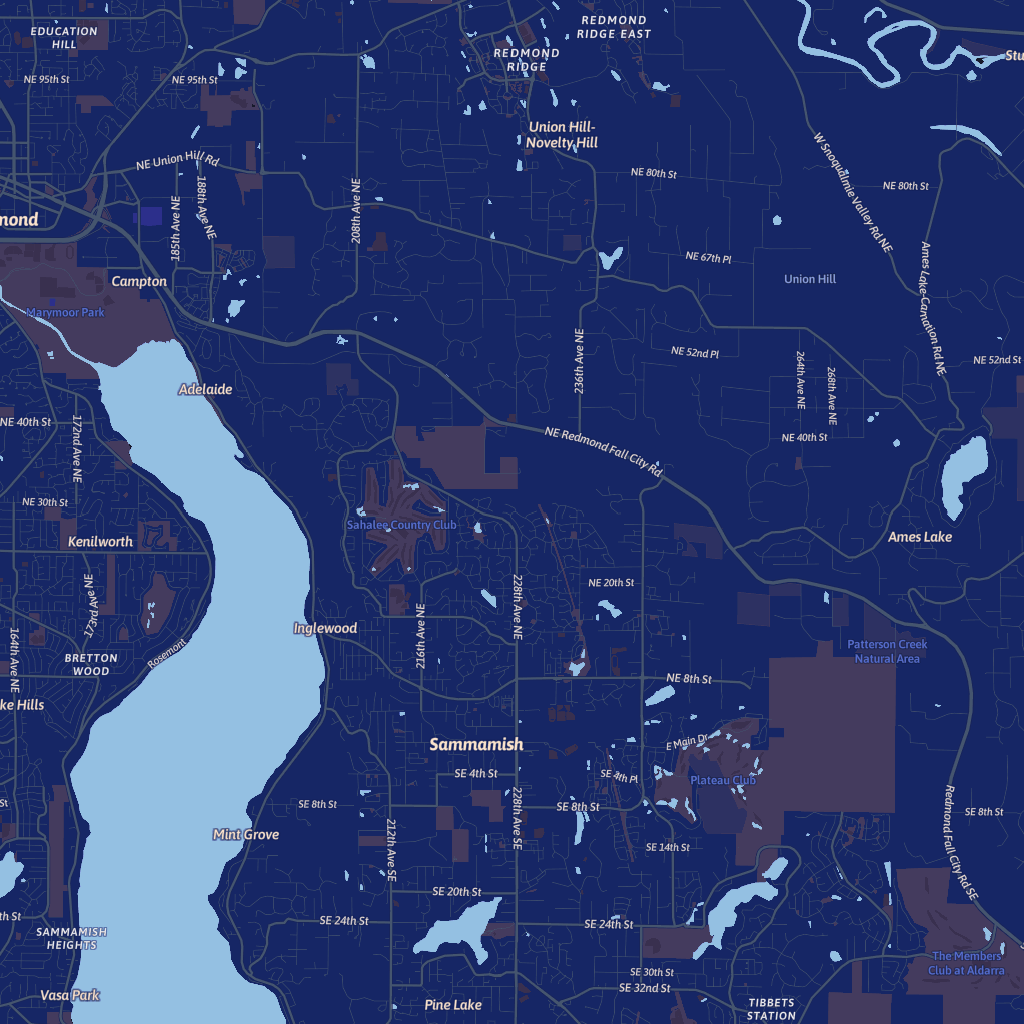 REDMOND
RIDGE EAST
EDUCATION
HILL
REDMOND
RIDGE
Stu
NE 95th St
NE 95th St
Union Hill-
Novelty Hill
W Snoqualmie Valley Rd NE
NE Union Hill Rd
NE 80th St
NE 80th St
188th Ave NE
185th Ave NE
208th Ave NE
mond
NE 67th Pl
Union Hill
Ames Lake-Carnation Rd NE
Campton
Marymoor Park
236th Ave NE
NE 52nd Pl
264th Ave NE
268th Ave NE
NE 52nd St
Adelaide
NE 40th St
172nd Ave NE
NE Redmond Fall City Rd
NE 40th St
NE 30th St
Sahalee Country Club
Kenilworth
Ames Lake
173rd Ave NE
228th Ave NE
NE 20th St
216th Ave NE
Inglewood
164th Ave NE
Rosemont
BRETTON
WOOD
Patterson Creek
Natural Area
NE 8th St
ke Hills
Sammamish
E Main Dr
SE 4th St
SE 4th Pl
Plateau Club
St
SE 8th St
228th Ave SE
SE 8th St
Redmond Fall City Rd SE
SE 8th St
Mint Grove
212th Ave SE
SE 14th St
SE 20th St
th St
SE 24th St
SE 24th St
SAMMAMISH
HEIGHTS
The Members
Club at Aldarra
SE 30th St
SE 32nd St
Vasa Park
Pine Lake
TIBBETS
STATION